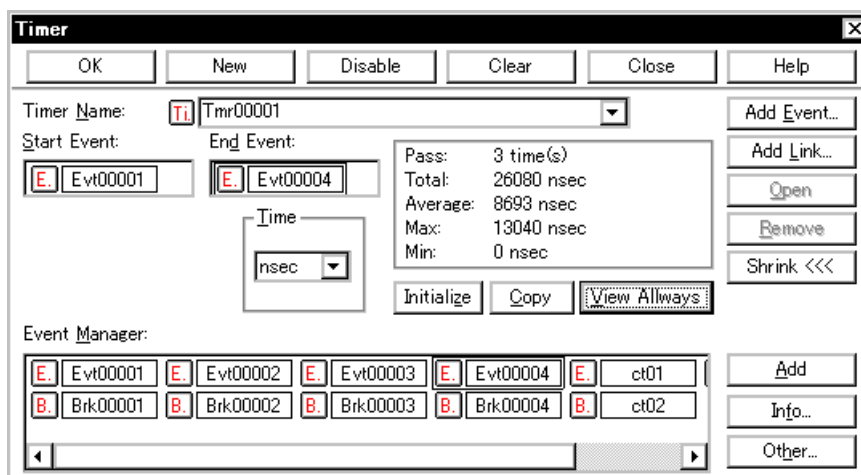 Timer
OK New Disable Clear Close Help
Timer Name: Ti. Tmr00001 Add Event...
Start Event: End Event: Add Link...
E. Evt00001 E. Evt00004 Open
Pass: 3 time(s)
Total: 26080 nsec
Average: 8693 nsec
Max: 13040 nsec
Min: 0 nsec
Time Remove
nsec Shrink <<<
Initialize Copy View Allways
Event Manager:
E. Evt00001 E. Evt00002 E. Evt00003 E. Evt00004 E. ct01 Add
B. Brk00001 B. Brk00002 B. Brk00003 B. Brk00004 B. ct02 Info...
Other...